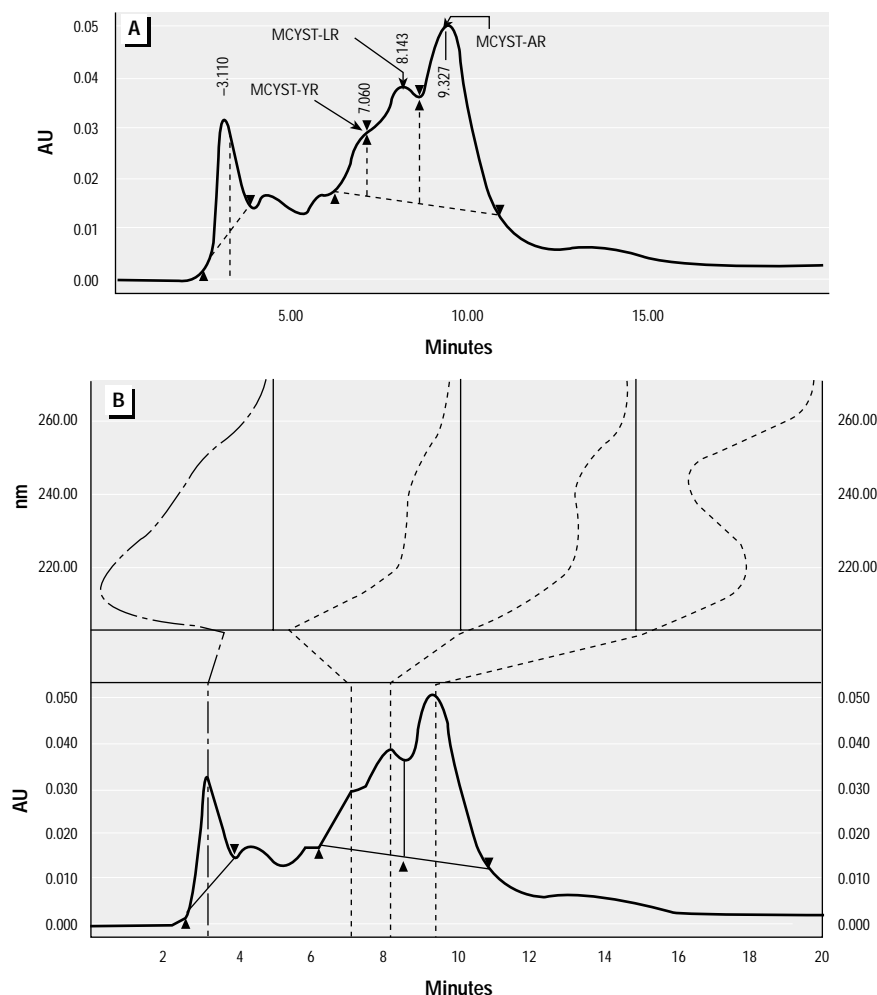 A
MCYST-LR
MCYST-AR
MCYST-YR
–3.110
7.060
8.143
9.327
AU
0.05
0.04
0.03
0.02
0.01
0.00
5.00 10.00 15.00
Minutes
B
nm
260.00 260.00
240.00 240.00
220.00 220.00
AU
0.050 0.050
0.040 0.040
0.030 0.030
0.020 0.020
0.010 0.010
0.000 0.000
2 4 6 8 10 12 14 16 18 20
Minutes